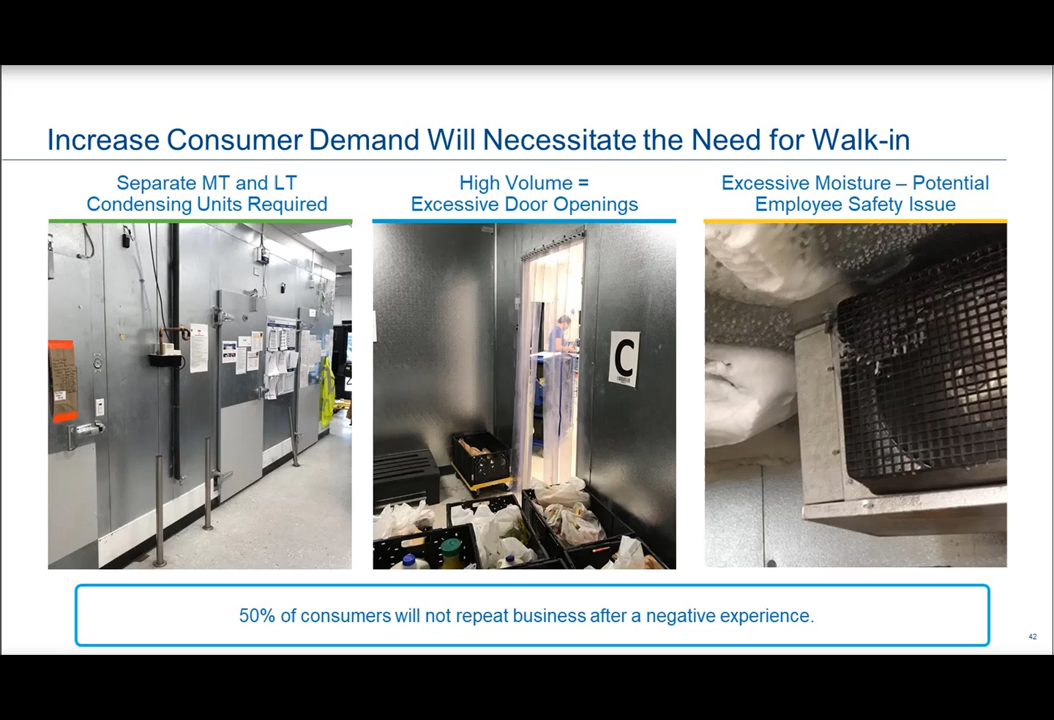 Increase Consumer Demand Will Necessitate the Need for Walk-in
Separate MT and LT
Condensing Units Required
High Volume =
Excessive Door Openings
Excessive Moisture – Potential
Employee Safety Issue
C
50% of consumers will not repeat business after a negative experience.
42